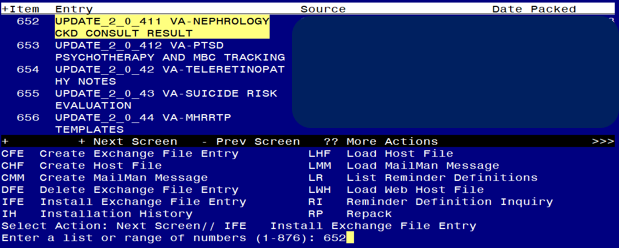 +Item  Entry                         Source                    Date Packed
652  UPDATE_2_0_411 VA-NEPHROLOGY
CKD CONSULT RESULT
653  UPDATE_2_0_412 VA-PTSD
PSYCHOTHERAPY AND MBC TRACKING
654  UPDATE_2_0_42 VA-TELERETINOPAT
HY NOTES
655  UPDATE_2_0_43 VA-SUICIDE RISK
EVALUATION
656  UPDATE_2_0_44 VA-MHRRTP
TEMPLATES
+         + Next Screen   - Prev Screen   ?? More Actions                 >>>
CFE  Create Exchange File Entry         LHF  Load Host File
CHF  Create Host File                   LMM  Load MailMan Message
CMM  Create MailMan Message             LR   List Reminder Definitions
DFE  Delete Exchange File Entry         LWH  Load Web Host File
IFE  Install Exchange File Entry        RI   Reminder Definition Inquiry
IH   Installation History               RP   Repack
Select Action: Next Screen// IFE   Install Exchange File Entry
Enter a list or range of numbers (1-876): 652